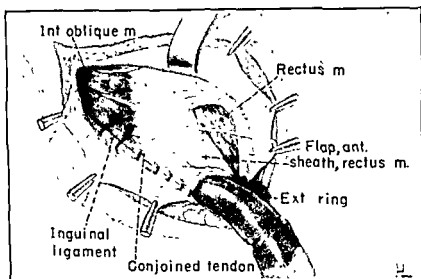 Int oblique m
Rectus m
Flap, ant.
sheath, rectus m.
Ext ring
Inguinal
ligament
Conjoined tendon